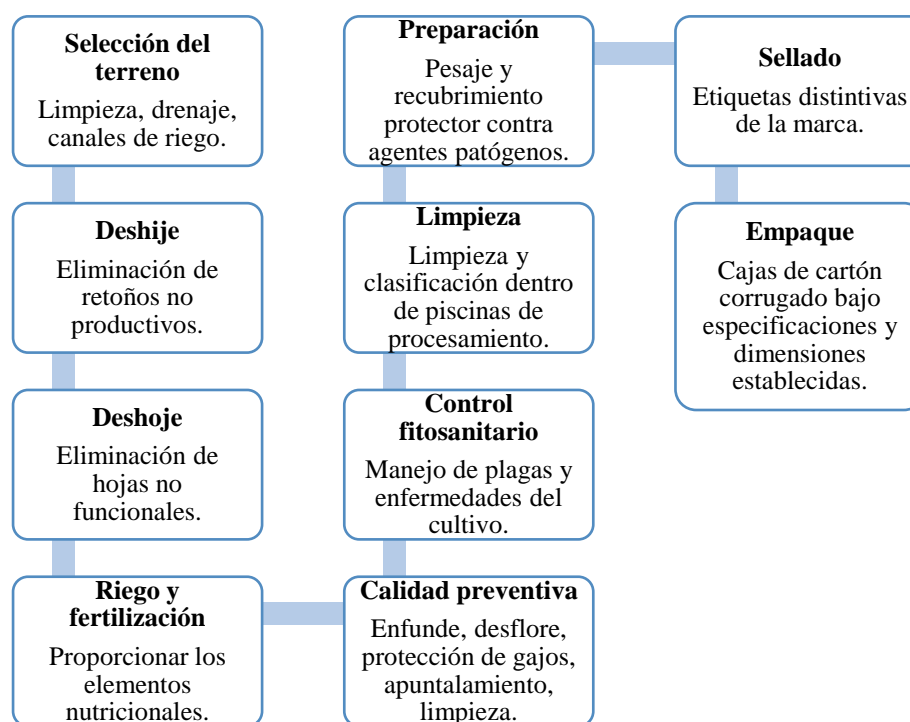 Selección del
terreno
Limpieza, drenaje,
canales de riego.
Deshije
Eliminación de
retoños no
productivos.
Deshoje
Eliminación de
hojas no
funcionales.
Riego y
fertilización
Proporcionar los
elementos
nutricionales.
Calidad preventiva
Enfunde, desflore,
protección de gajos,
apuntalamiento,
limpieza.
Control
fitosanitario
Manejo de plagas y
enfermedades del
cultivo.
Limpieza
Limpieza y
clasificación dentro
de piscinas de
procesamiento.
Preparación
Pesaje y
recubrimiento
protector contra
agentes patógenos.
Sellado
Etiquetas distintivas
de la marca.
Empaque
Cajas de cartón
corrugado bajo
especificaciones y
dimensiones
establecidas.